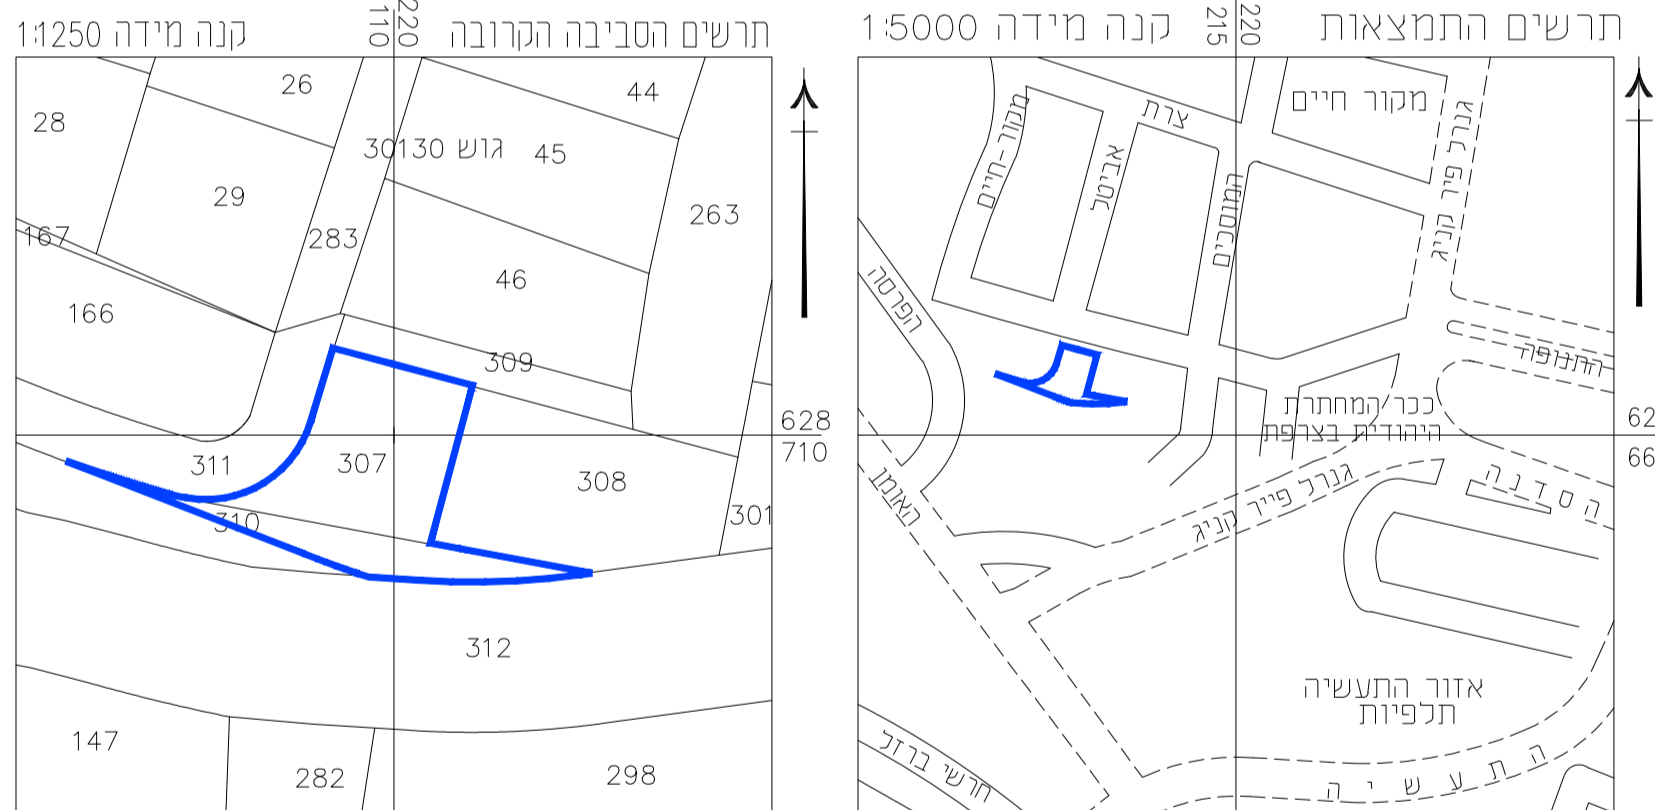 תרשים התמצאות
קנה מידה 1:5000
215
220
מקור חיים
גנרל פיר קניג
צרת
מקור-חיים
אביטל
המוסכים
הפרסה
התנופה
ככר המחתרת
היהודית בצרפת
62
66
גנרל פייר קניג
הסדנה
האומן
אזור התעשיה
תלפיות
חרשי ברזל
התעשיה
תרשים הסביבה הקרובה
קנה מידה 1:1250
110
220
26
44
28
גוש 30130
45
29
263
167
283
46
166
309
628
710
311
307
308
310
301
312
147
282
298